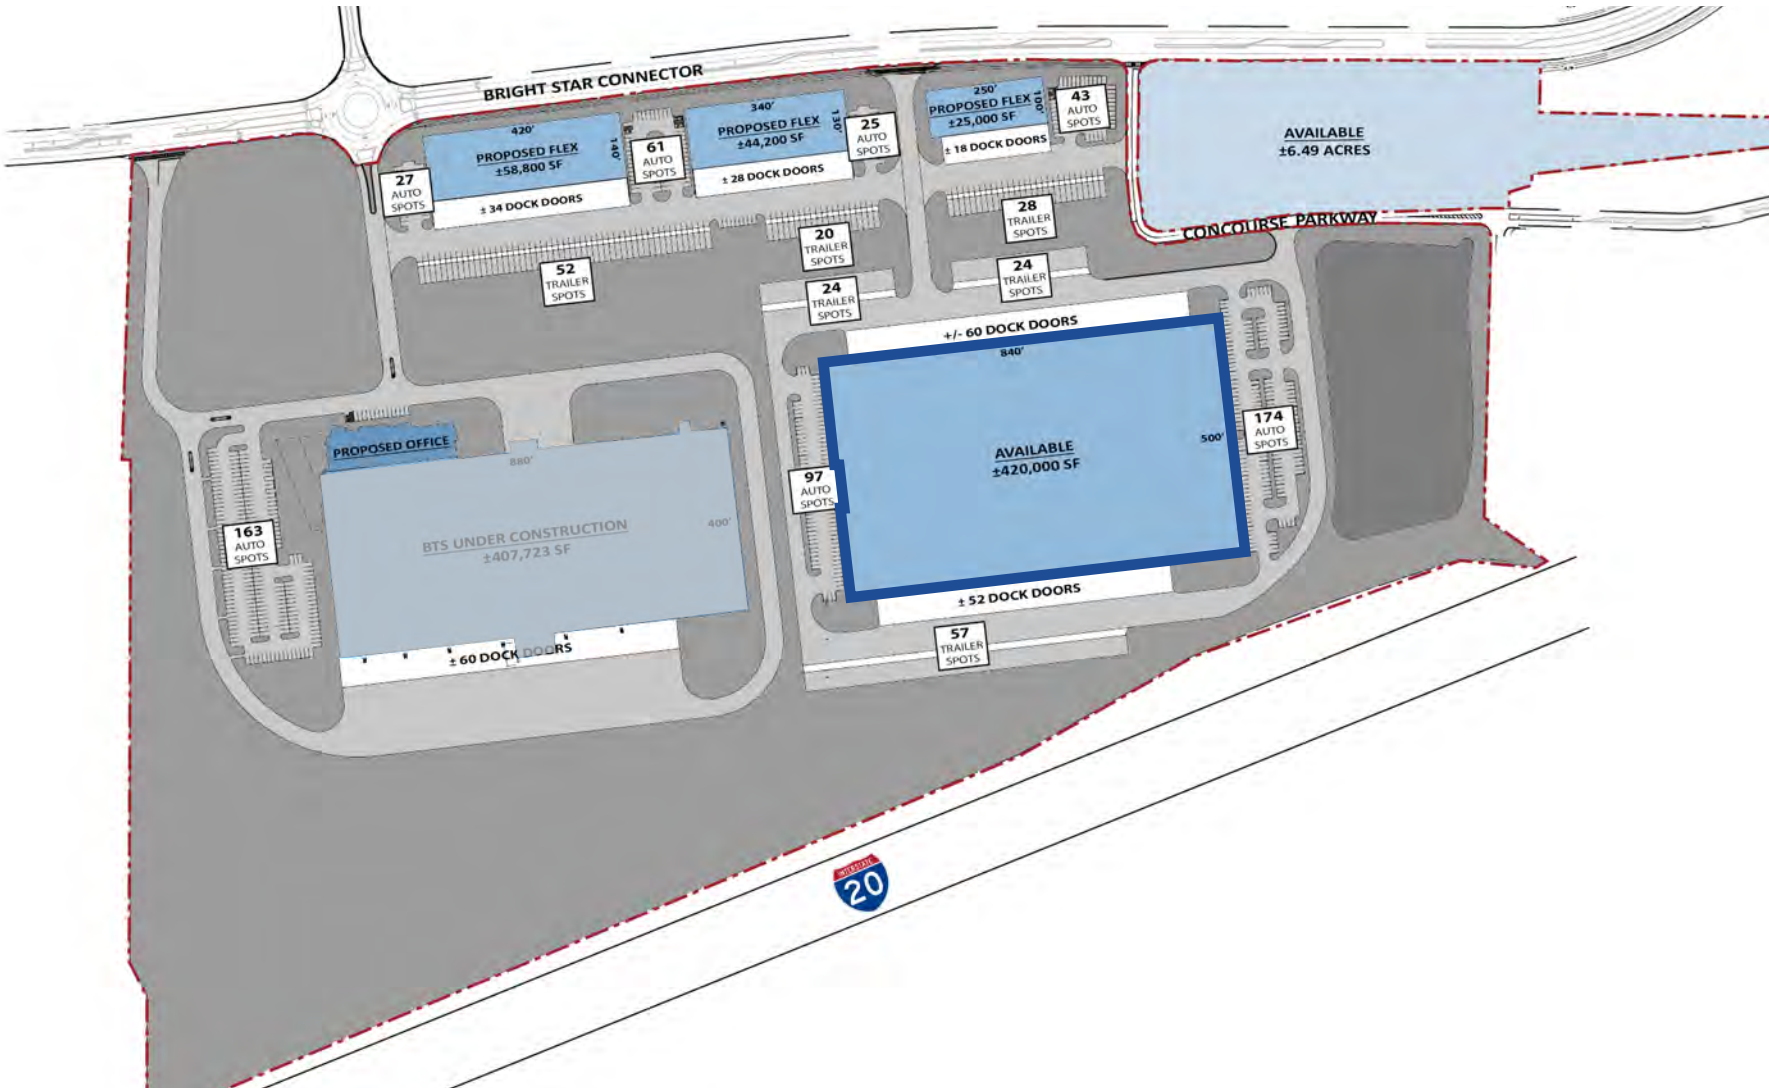 BRIGHT STAR CONNECTOR
420'
PROPOSED FLEX
±58,800 SF
140'
± 34 DOCK DOORS
27
AUTO
SPOTS
61
AUTO
SPOTS
340'
PROPOSED FLEX
±44,200 SF
130'
± 28 DOCK DOORS
25
AUTO
SPOTS
250'
PROPOSED FLEX
±25,000 SF
100'
± 18 DOCK DOORS
43
AUTO
SPOTS
AVAILABLE
±6.49 ACRES
CONCOURSE PARKWAY
52
TRAILER
SPOTS
20
TRAILER
SPOTS
28
TRAILER
SPOTS
24
TRAILER
SPOTS
24
TRAILER
SPOTS
+/- 60 DOCK DOORS
840'
AVAILABLE
±420,000 SF
500'
174
AUTO
SPOTS
97
AUTO
SPOTS
± 52 DOCK DOORS
57
TRAILER
SPOTS
PROPOSED OFFICE
880'
BTS UNDER CONSTRUCTION
±407,723 SF
400'
163
AUTO
SPOTS
± 60 DOCK DOORS
INTERSTATE
20